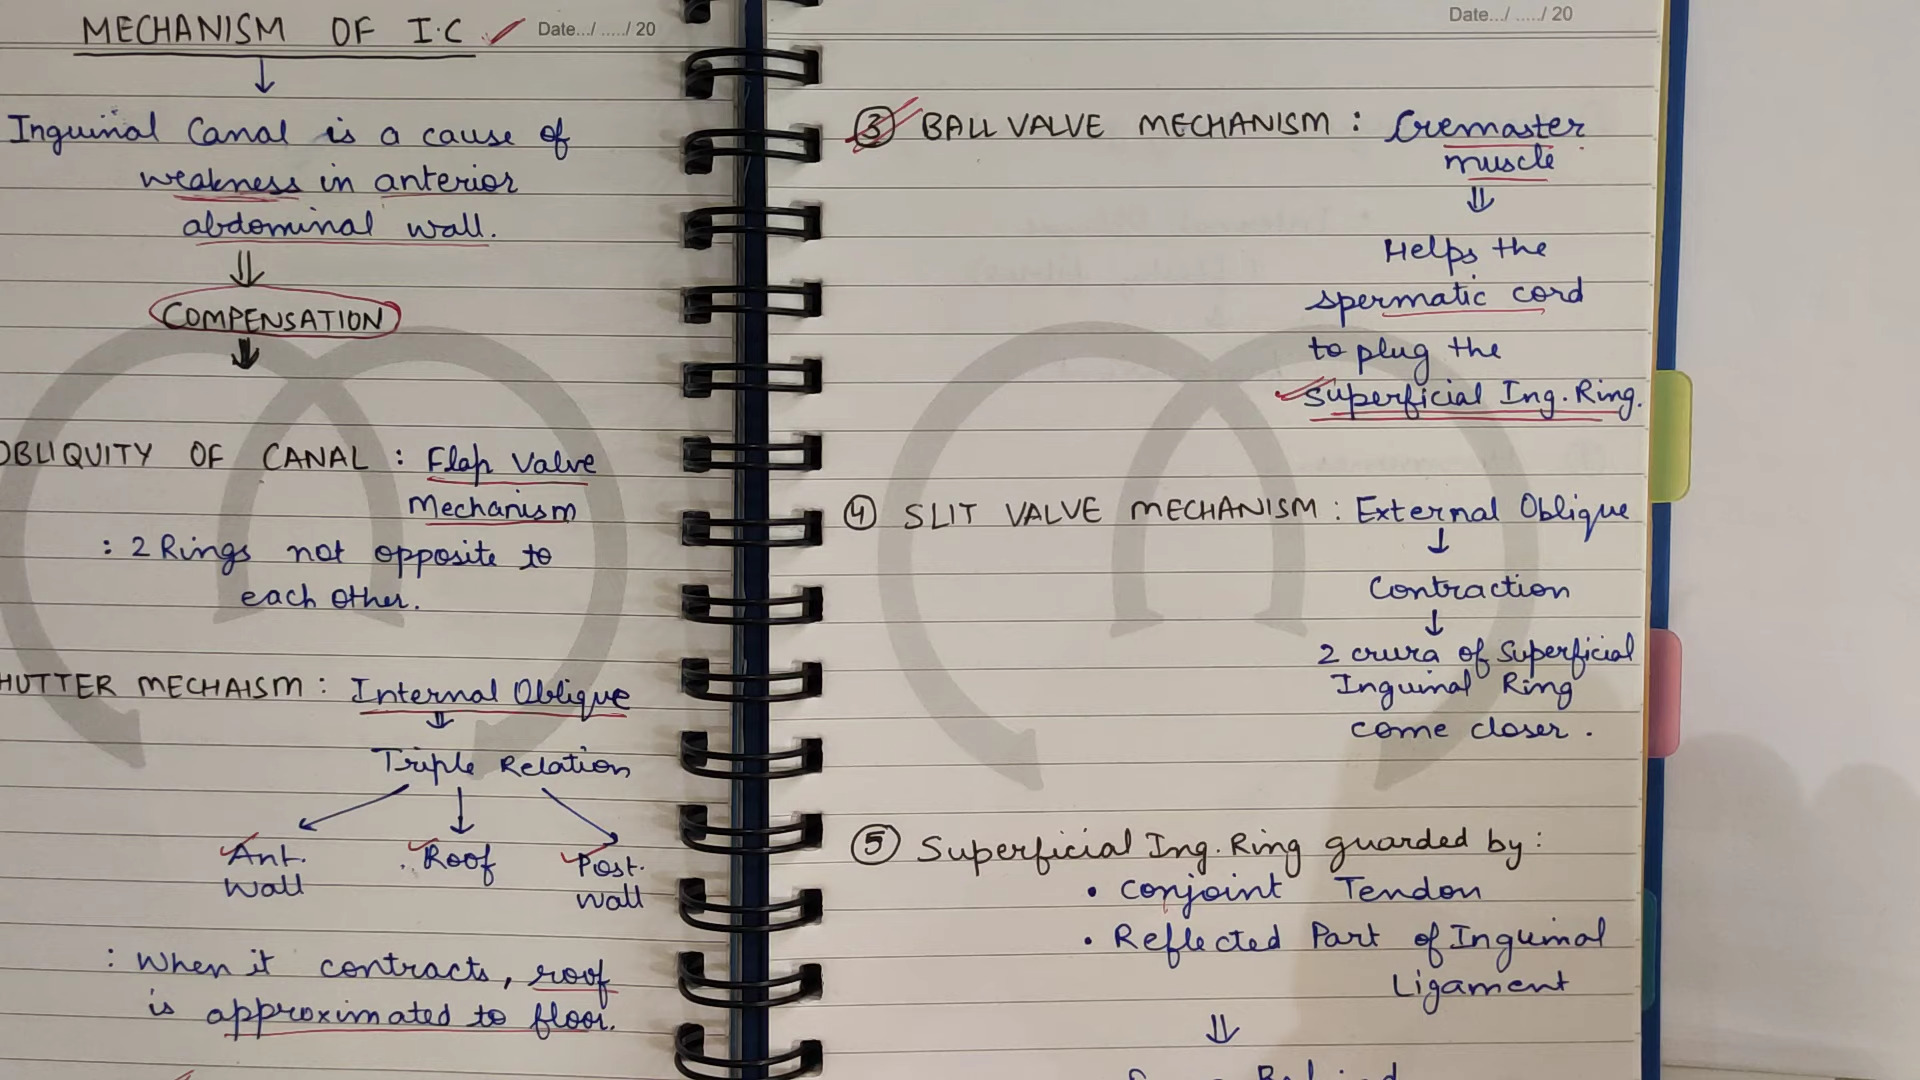 MECHANISM OF I.C
Date.../ ...../ 20
Inguinal Canal is a cause of
weakness in anterior
abdominal wall.
COMPENSATION
OBLIQUITY OF CANAL : Flap Valve
Mechanism
: 2 Rings not opposite to
each other.
HUTTER MECHAISM : Internal Oblique
Triple Relation
Ant. Roof Post.
wall wall
: When it contracts, roof
is approximated to floor.
Date.../ ...../ 20
③ BALL VALVE MECHANISM : Cremaster
muscle
Helps the
spermatic cord
to plug the
Superficial Ing. Ring.
④ SLIT VALVE MECHANISM : External Oblique
Contraction
2 crura of Superficial
Inguinal Ring
come closer.
⑤ Superficial Ing. Ring guarded by :
• Conjoint Tendon
• Reflected Part of Inguinal
Ligament